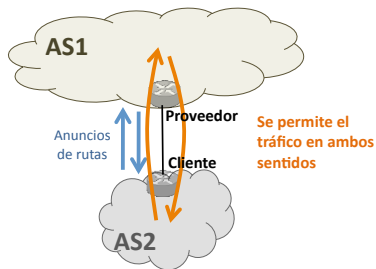 AS1
Proveedor
Anuncios
de rutas
Se permite el
tráfico en ambos
sentidos
Cliente
AS2